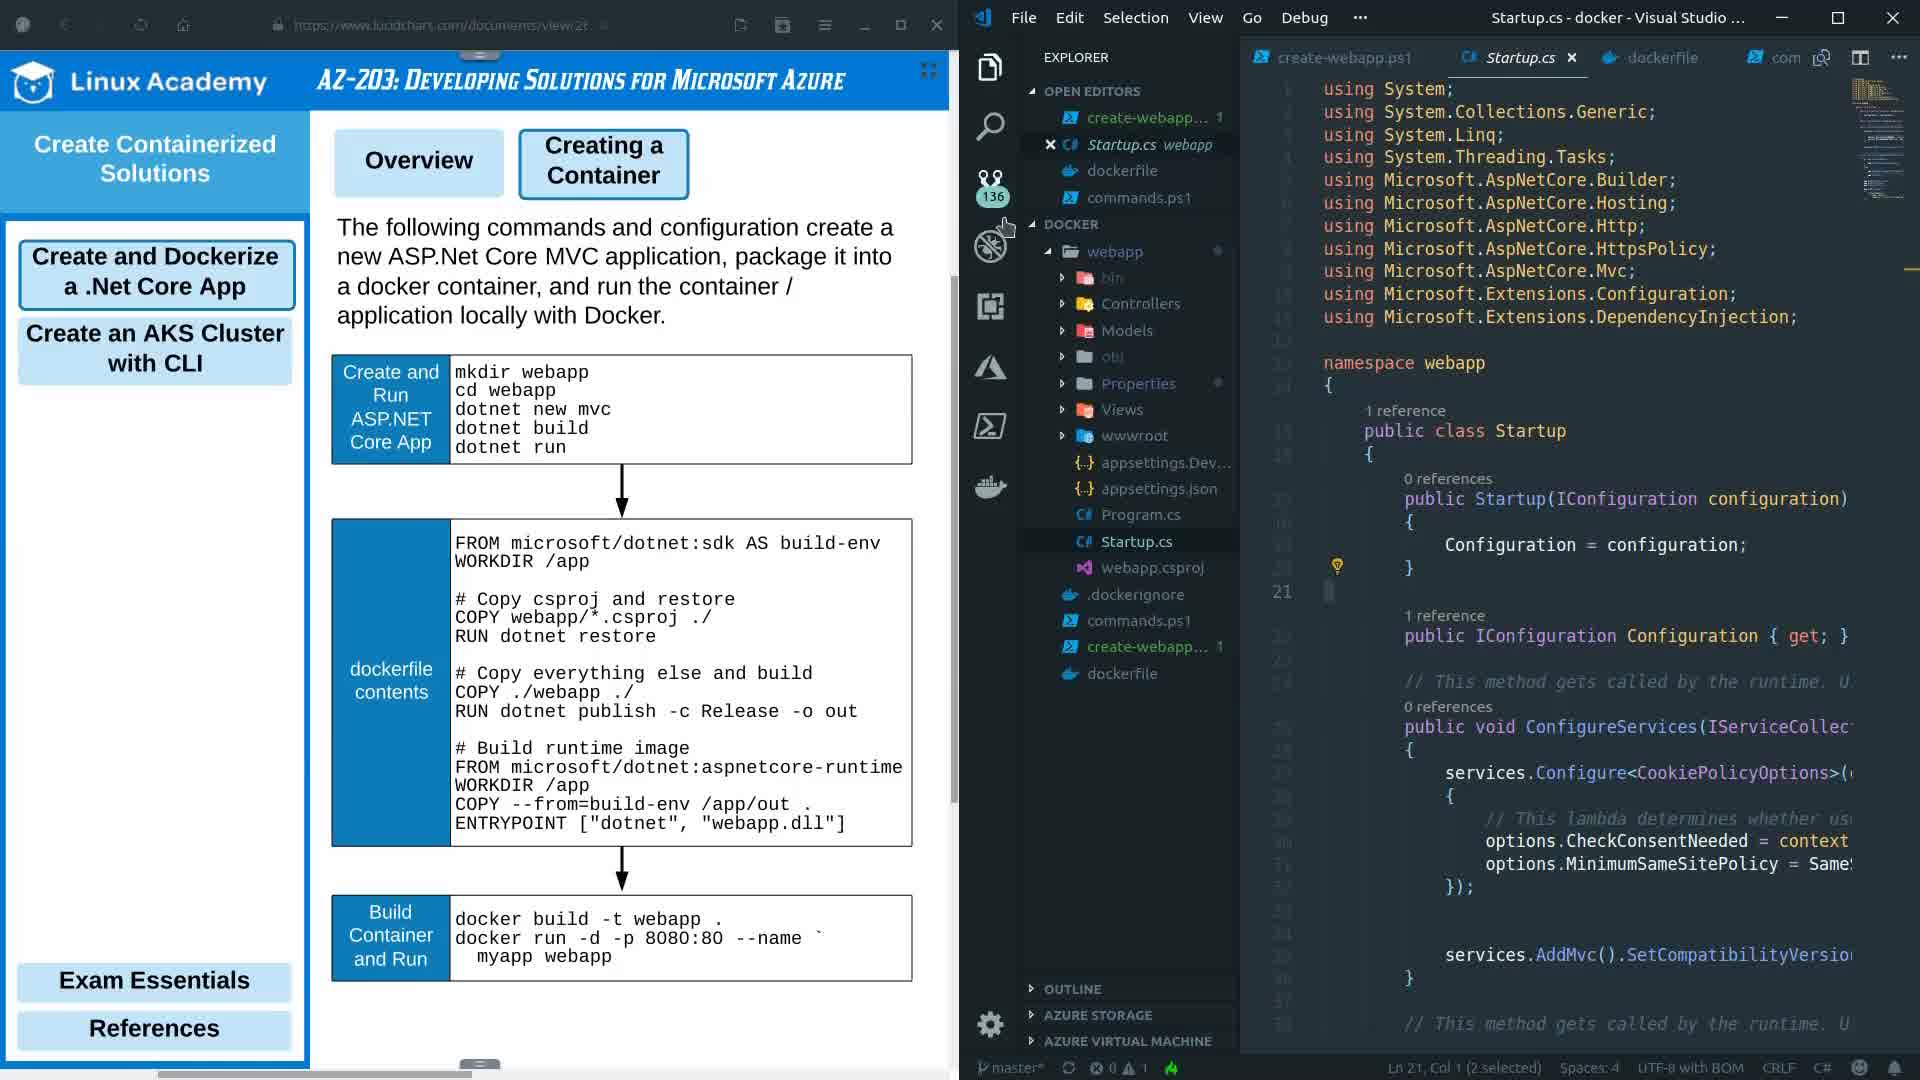 https://www.lucidchart.com/documents/view/2t
Linux Academy
AZ-203: Developing Solutions for Microsoft Azure
Create Containerized
Solutions
Create and Dockerize
a .Net Core App
Create an AKS Cluster
with CLI
Exam Essentials
References
Overview
Creating a
Container
The following commands and configuration create a
new ASP.Net Core MVC application, package it into
a docker container, and run the container /
application locally with Docker.
Create and
Run
ASP.NET
Core App
mkdir webapp
cd webapp
dotnet new mvc
dotnet build
dotnet run
dockerfile
contents
FROM microsoft/dotnet:sdk AS build-env
WORKDIR /app
# Copy csproj and restore
COPY webapp/*.csproj ./
RUN dotnet restore
# Copy everything else and build
COPY ./webapp ./
RUN dotnet publish -c Release -o out
# Build runtime image
FROM microsoft/dotnet:aspnetcore-runtime
WORKDIR /app
COPY --from=build-env /app/out .
ENTRYPOINT ["dotnet", "webapp.dll"]
Build
Container
and Run
docker build -t webapp .
docker run -d -p 8080:80 --name `
myapp webapp
File Edit Selection View Go Debug ···
Startup.cs - docker - Visual Studio ...
136
EXPLORER
OPEN EDITORS
create-webapp... 1
Startup.cs webapp
dockerfile
commands.ps1
DOCKER
webapp
bin
Controllers
Models
obj
Properties
Views
wwwroot
appsettings.Dev...
appsettings.json
Program.cs
Startup.cs
webapp.csproj
.dockerignore
commands.ps1
create-webapp... 1
dockerfile
OUTLINE
AZURE STORAGE
AZURE VIRTUAL MACHINE
create-webapp.ps1
Startup.cs
dockerfile
com
using System;
using System.Collections.Generic;
using System.Linq;
using System.Threading.Tasks;
using Microsoft.AspNetCore.Builder;
using Microsoft.AspNetCore.Hosting;
using Microsoft.AspNetCore.Http;
using Microsoft.AspNetCore.HttpsPolicy;
using Microsoft.AspNetCore.Mvc;
using Microsoft.Extensions.Configuration;
using Microsoft.Extensions.DependencyInjection;
namespace webapp
{
1 reference
public class Startup
{
0 references
public Startup(IConfiguration configuration)
{
Configuration = configuration;
}
21
1 reference
public IConfiguration Configuration { get; }
// This method gets called by the runtime. U
0 references
public void ConfigureServices(IServiceCollec
{
services.Configure<CookiePolicyOptions>(
{
// This lambda determines whether us
options.CheckConsentNeeded = context
options.MinimumSameSitePolicy = Same
});
services.AddMvc().SetCompatibilityVersio
}
// This method gets called by the runtime. U
master* 0 1
Ln 21, Col 1 (2 selected) Spaces: 4 UTF-8 with BOM CRLF C#